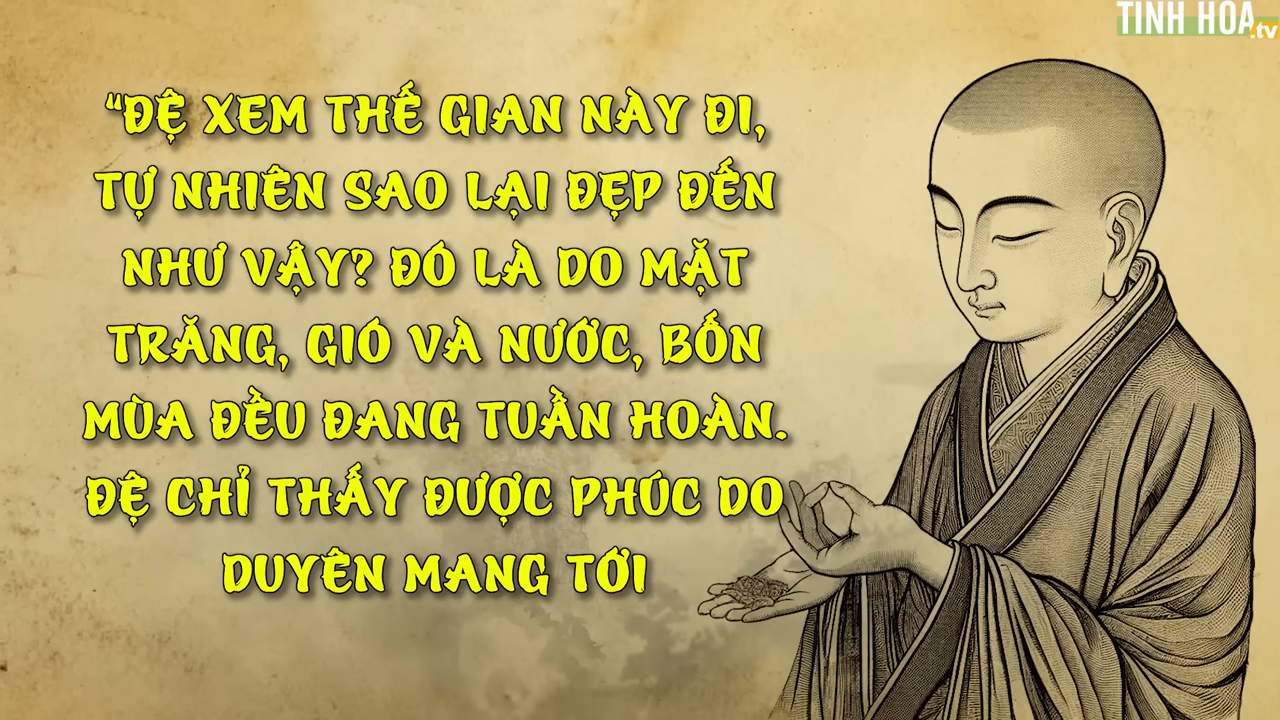 TINH HOA.tv
“ĐỆ XEM THẾ GIAN NÀY ĐI,
TỰ NHIÊN SAO LẠI ĐẸP ĐẾN
NHƯ VẬY? ĐÓ LÀ DO MẶT
TRĂNG, GIÓ VÀ NƯỚC, BỐN
MÙA ĐỀU ĐANG TUẦN HOÀN.
ĐỆ CHỈ THẤY ĐƯỢC PHÚC DO
DUYÊN MANG TỚI